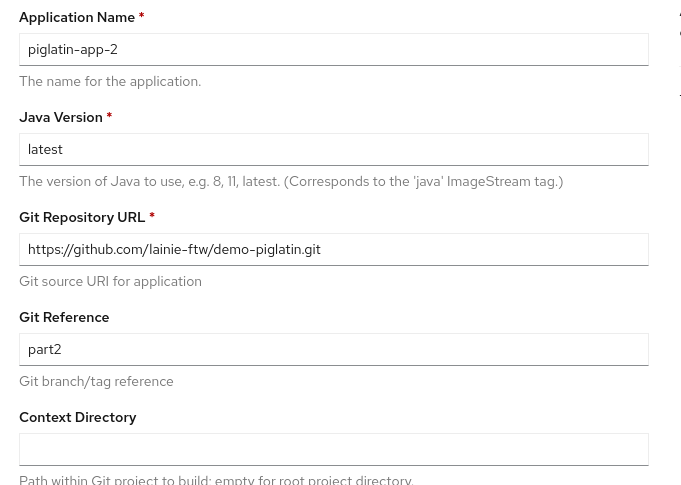 Application Name *
piglatin-app-2
The name for the application.
Java Version *
latest
The version of Java to use, e.g. 8, 11, latest. (Corresponds to the 'java' ImageStream tag.)
Git Repository URL *
https://github.com/lainie-ftw/demo-piglatin.git
Git source URI for application
Git Reference
part2
Git branch/tag reference
Context Directory
Path within Git project to build; empty for root project directory.